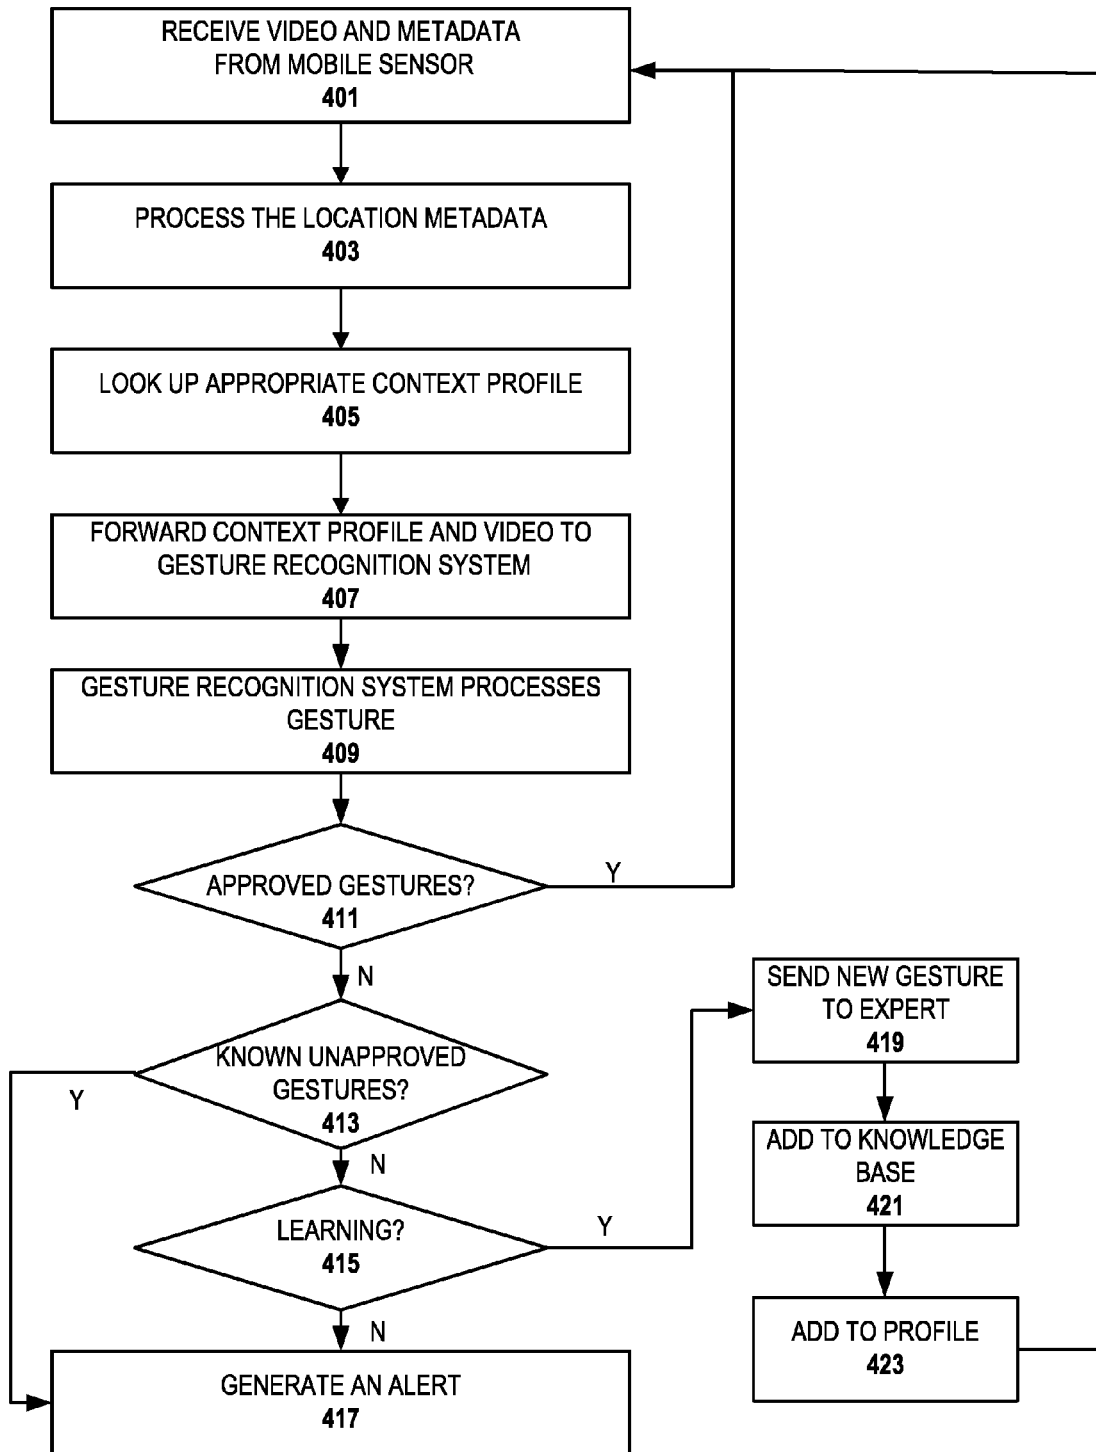 RECEIVE VIDEO AND METADATA
FROM MOBILE SENSOR
401
PROCESS THE LOCATION METADATA
403
LOOK UP APPROPRIATE CONTEXT PROFILE
405
FORWARD CONTEXT PROFILE AND VIDEO TO
GESTURE RECOGNITION SYSTEM
407
GESTURE RECOGNITION SYSTEM PROCESSES
GESTURE
409
APPROVED GESTURES?
411
Y
N
KNOWN UNAPPROVED
GESTURES?
413
Y
N
LEARNING?
415
Y
N
GENERATE AN ALERT
417
SEND NEW GESTURE
TO EXPERT
419
ADD TO KNOWLEDGE
BASE
421
ADD TO PROFILE
423